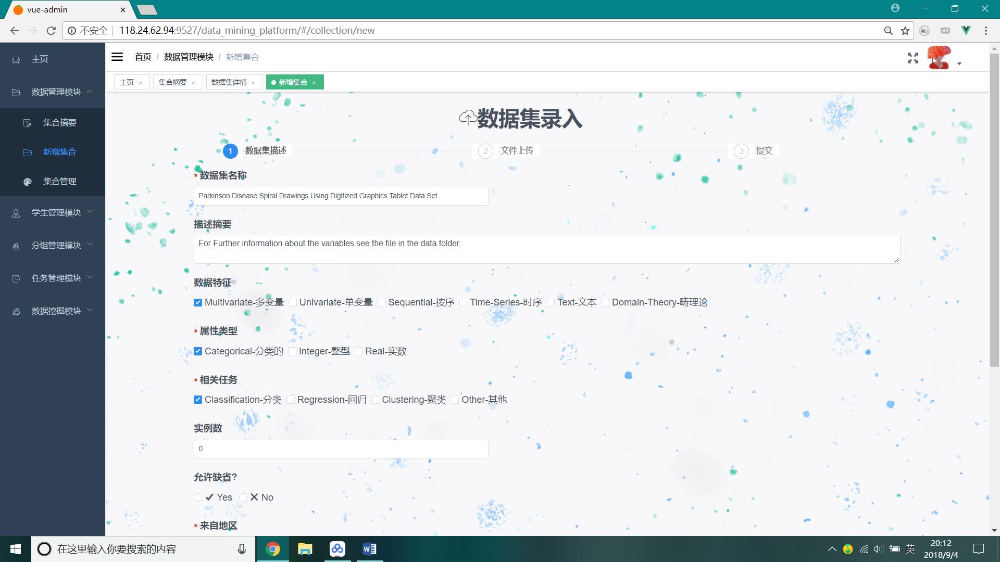 vue-admin
不安全 118.24.62.94:9527/data_mining_platform/#/collection/new
HD
主页
数据管理模块
集合摘要
新增集合
集合管理
学生管理模块
分组管理模块
任务管理模块
数据挖掘模块
首页 / 数据管理模块 / 新增集合
主页 × 集合摘要 × 数据集详情 × 新增集合 ×
数据集录入
1 数据集描述 2 文件上传 3 提交
* 数据集名称
Parkinson Disease Spiral Drawings Using Digitized Graphics Tablet Data Set
描述摘要
For Further information about the variables see the file in the data folder.
数据特征
Multivariate-多变量 Univariate-单变量 Sequential-按序 Time-Series-时序 Text-文本 Domain-Theory-畴理论
* 属性类型
Categorical-分类的 Integer-整型 Real-实数
* 相关任务
Classification-分类 Regression-回归 Clustering-聚类 Other-其他
实例数
0
允许缺省?
Yes No
* 来自地区
在这里输入你要搜索的内容
英
20:12
2018/9/4